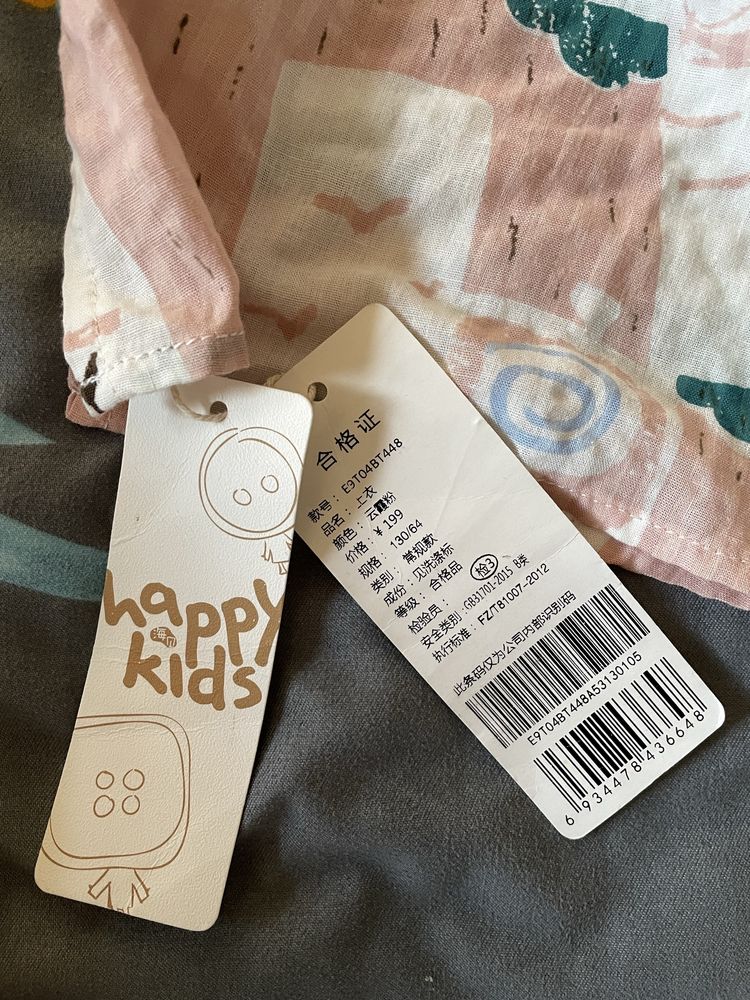 happy
海贝
kids
合格证
款号：E9T04BT448
品名：上衣
颜色：云 粉
价格：¥ 199
规格：130/64
类别：常规款
成份：见洗涤标
等级：合格品
检验员 检3
安全类别：GB31701-2015 B类
执行标准：FZ/T81007-2012
此条码仅为公司内部识别码
E9T04BT448A53130105
6934478436648